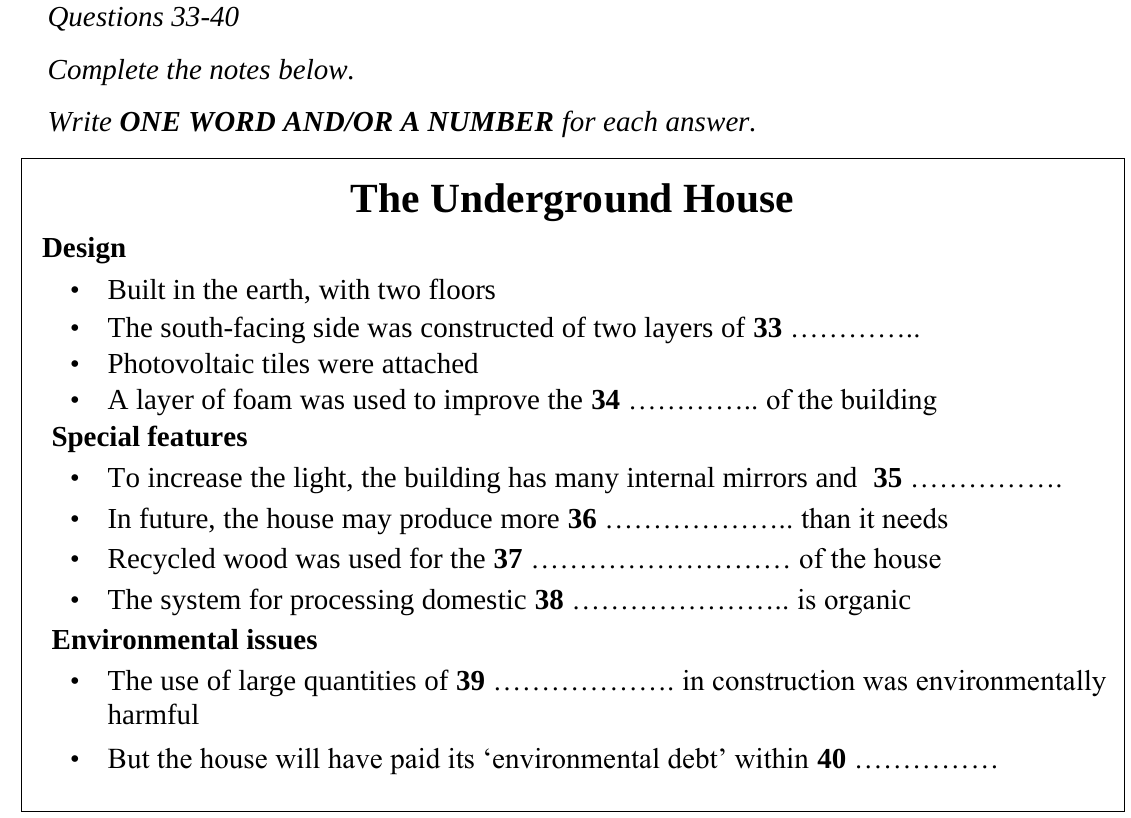 Questions 33-40
Complete the notes below.
Write ONE WORD AND/OR A NUMBER for each answer.
The Underground House
Design
• Built in the earth, with two floors
• The south-facing side was constructed of two layers of 33 …………..
• Photovoltaic tiles were attached
• A layer of foam was used to improve the 34 ………….. of the building
Special features
• To increase the light, the building has many internal mirrors and 35 …………….
• In future, the house may produce more 36 ……………….. than it needs
• Recycled wood was used for the 37 ……………………… of the house
• The system for processing domestic 38 ………………….. is organic
Environmental issues
• The use of large quantities of 39 ………………. in construction was environmentally
harmful
• But the house will have paid its ‘environmental debt’ within 40 ……………